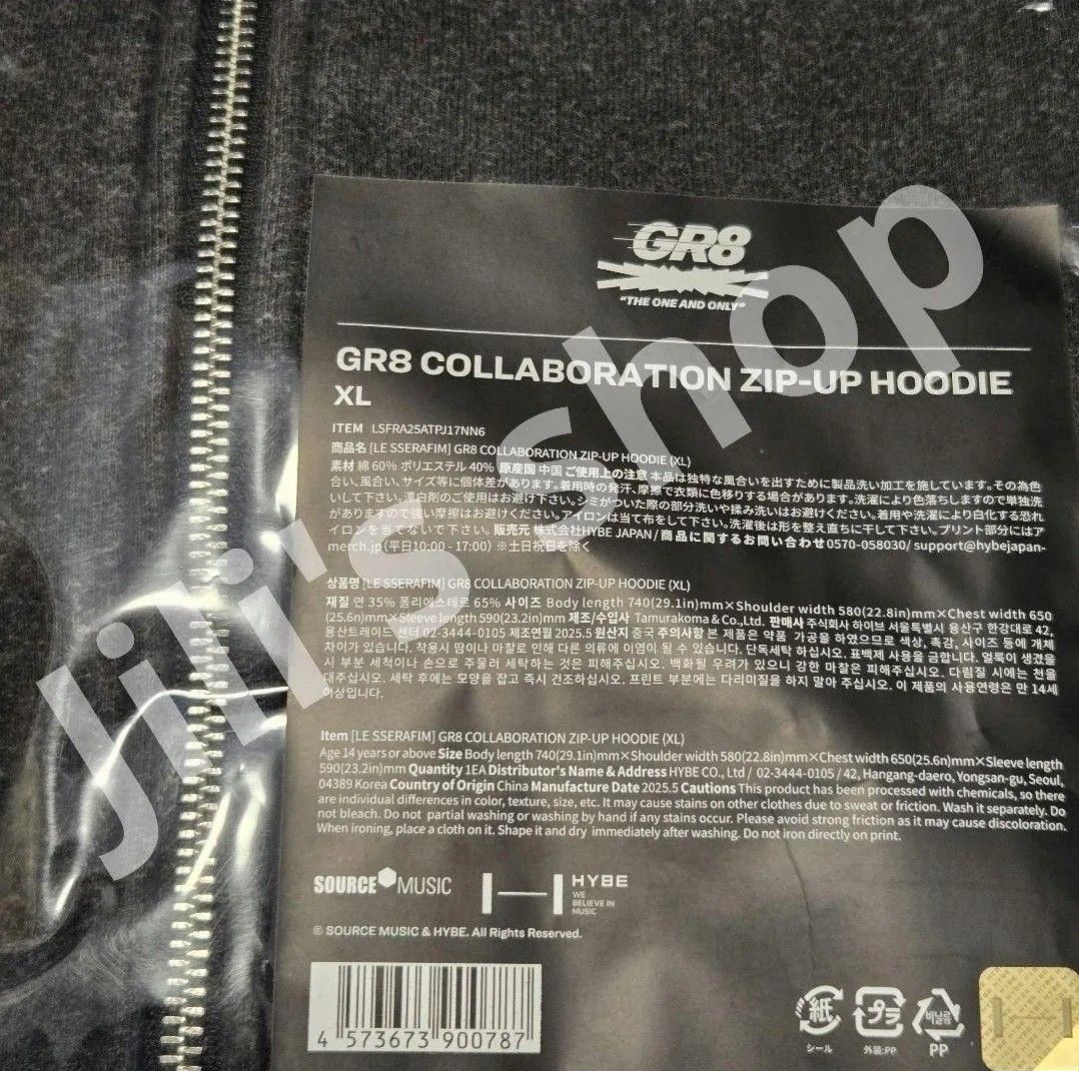 GR8
"THE ONE AND ONLY"
GR8 COLLABORATION ZIP-UP HOODIE
XL
ITEM LSFRA25ATPJ17NN6
商品名 [LE SSERAFIM] GR8 COLLABORATION ZIP-UP HOODIE (XL)
素材 綿 60% ポリエステル 40% 原産国 中国 ご使用上の注意 本品は独特な風合いを出すために製品洗い加工を施しています。その為色
合い、風合い、サイズ等に個体差があります。着用時の発汗、摩擦で衣類に色移りする場合があります。洗濯により色落ちしますので単独洗
いして下さい。漂白剤のご使用はお避け下さい。シミがついた際の部分洗いや揉み洗いはお避けください。着用や洗濯により白化する恐れ
がありますので強い摩擦はお避けください。アイロンは当て布をして下さい。洗濯後は形を整え直ちに干して下さい。プリント部分にはア
イロンを当てないで下さい。販売元 株式会社HYBE JAPAN / 商品に関するお問い合わせ 0570-058030/ support@hybejapan-
merch.jp (平日10:00 - 17:00) ※土日祝日を除く
상품명 [LE SSERAFIM] GR8 COLLABORATION ZIP-UP HOODIE (XL)
재질 면 35% 폴리에스테르 65% 사이즈 Body length 740(29.1in)mm×Shoulder width 580(22.8in)mm×Chest width 650
(25.6in)mm×Sleeve length 590(23.2in)mm 제조/수입사 Tamurakoma & Co.,Ltd. 판매사 주식회사 하이브 서울특별시 용산구 한강대로 42,
용산트레이드 센터 02-3444-0105 제조연월 2025.5 원산지 중국 주의사항 본 제품은 약품 가공을 하였으므로 색상, 촉감, 사이즈 등에 개체
차이가 있습니다. 착용시 땀이나 마찰로 인해 다른 의류에 이염이 될 수 있습니다. 단독세탁 하십시오. 표백제 사용을 금합니다. 얼룩이 생겼을
시 부분 세척이나 손으로 주물러 세탁하는 것은 피해주십시오. 백화될 우려가 있으니 강한 마찰은 피해주십시오. 다림질 시에는 천을
대주십시오. 세탁 후에는 모양을 잡고 즉시 건조하십시오. 프린트 부분에는 다리미질을 하지 말아 주십시오. 이 제품의 사용연령은 만 14세
이상입니다.
Item [LE SSERAFIM] GR8 COLLABORATION ZIP-UP HOODIE (XL)
Age 14 years or above Size Body length 740(29.1in)mm×Shoulder width 580(22.8in)mm×Chest width 650(25.6in)mm×Sleeve length
590(23.2in)mm Quantity 1EA Distributor's Name & Address HYBE CO., Ltd / 02-3444-0105 / 42, Hangang-daero, Yongsan-gu, Seoul,
04389 Korea Country of Origin China Manufacture Date 2025.5 Cautions This product has been processed with chemicals, so there
are individual differences in color, texture, size, etc. It may cause stains on other clothes due to sweat or friction. Wash it separately. Do
not bleach. Do not partial washing or washing by hand if any stains occur. Please avoid strong friction as it may cause discoloration.
When ironing, place a cloth on it. Shape it and dry immediately after washing. Do not iron directly on print.
SOURCE MUSIC
HYBE
WE
BELIEVE IN
MUSIC
© SOURCE MUSIC & HYBE. All Rights Reserved.
4 573673 900787
紙 プラ 비닐류
シール 外装:PP PP
jiji's shop